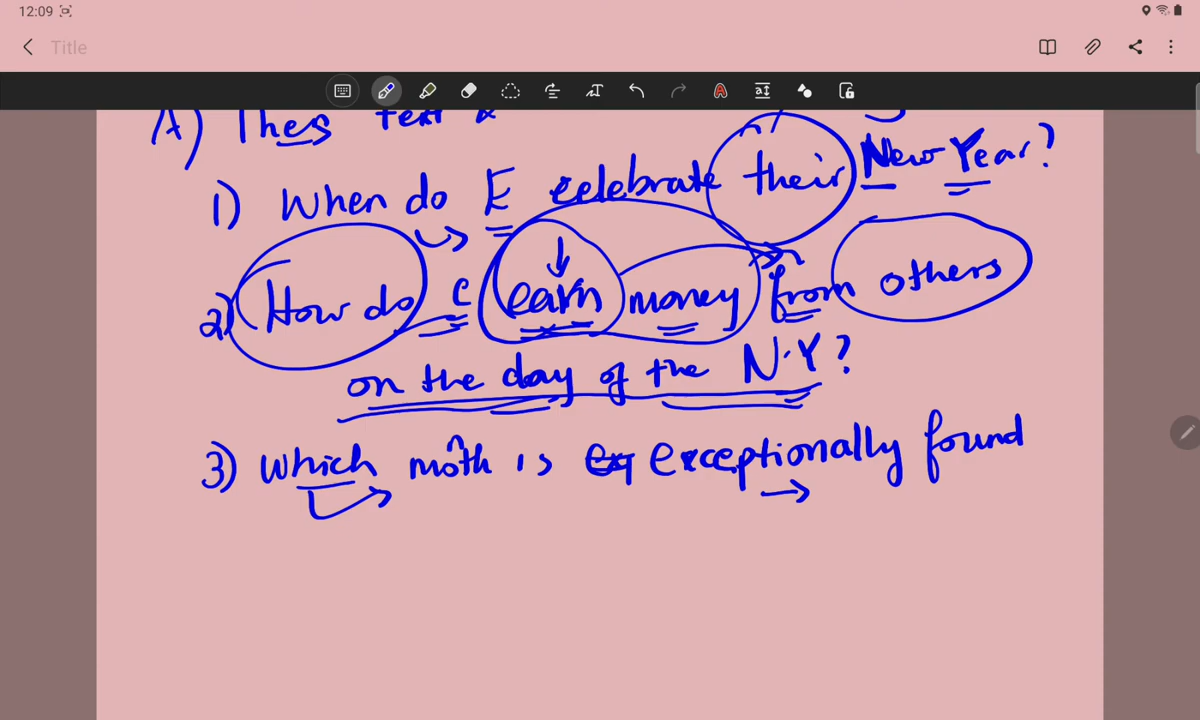 12:09
Title
A) Thes text
1) When do E celebrate their New Year?
2) How do C earn money from others
on the day of the N.Y?
3) which moth is exceptionally found